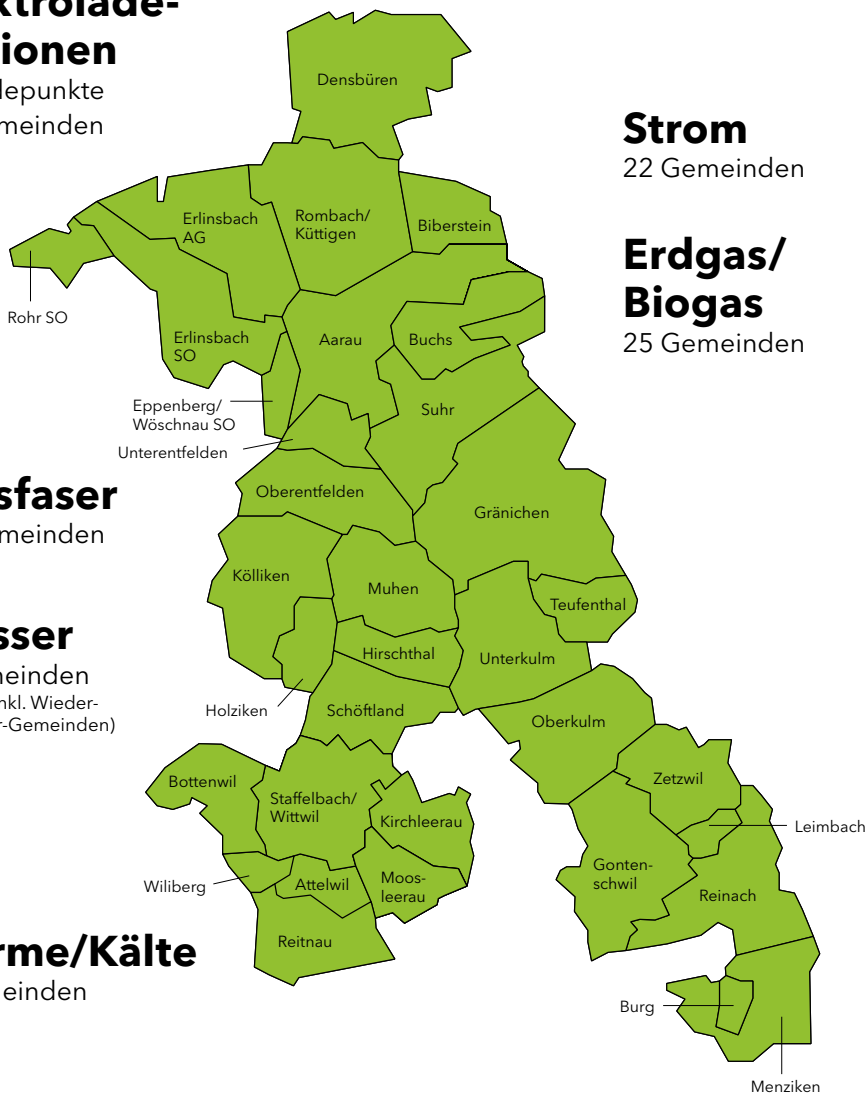 ktrolade-
ionen
lepunkte
meinden
Densbüren
Strom
22 Gemeinden
Erdgas/
Biogas
25 Gemeinden
Erlinsbach
AG
Rombach/
Küttigen
Biberstein
Rohr SO
Erlinsbach
SO
Aarau
Buchs
Eppenberg/
Wöschnau SO
Suhr
Unterentfelden
sfaser
meinden
Oberentfelden
Gränichen
Kölliken
Muhen
Teufenthal
sser
neinden
nkl. Wieder-
r-Gemeinden)
Hirschthal
Unterkulm
Holziken
Schöftland
Oberkulm
Bottenwil
Staffelbach/
Wittwil
Kirchleerau
Zetzwil
Leimbach
Wiliberg
Attelwil
Moos-
leerau
Gonten-
schwil
Reinach
Reitnau
rme/Kälte
einden
Burg
Menziken